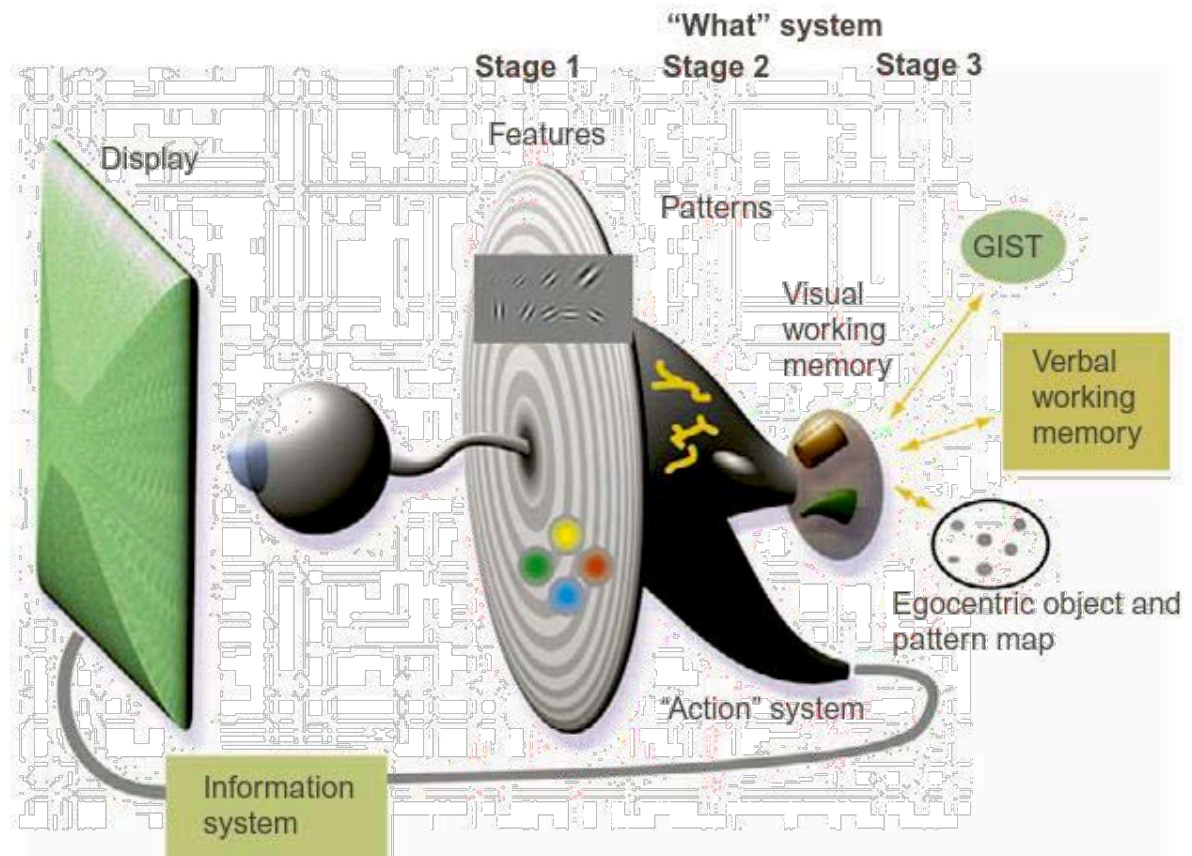 “What” system
Stage 1
Stage 2
Stage 3
Display
Features
Patterns
GIST
Visual
working
memory
Verbal
working
memory
Egocentric object and
pattern map
“Action” system
Information
system